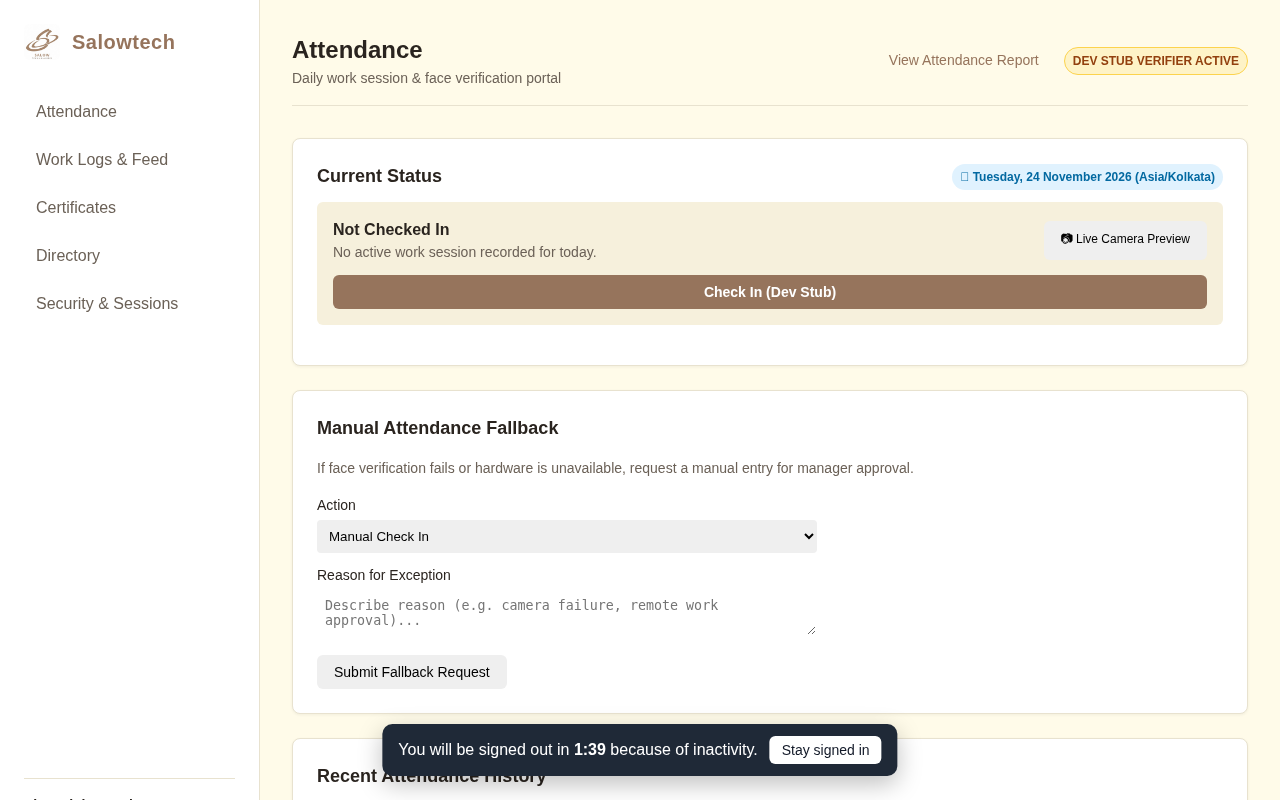 Salowtech
Attendance
Work Logs & Feed
Certificates
Directory
Security & Sessions
Attendance
Daily work session & face verification portal
View Attendance Report
DEV STUB VERIFIER ACTIVE
Current Status
Tuesday, 24 November 2026 (Asia/Kolkata)
Not Checked In
No active work session recorded for today.
Live Camera Preview
Check In (Dev Stub)
Manual Attendance Fallback
If face verification fails or hardware is unavailable, request a manual entry for manager approval.
Action
Manual Check In
Reason for Exception
Describe reason (e.g. camera failure, remote work
approval)...
Submit Fallback Request
You will be signed out in 1:39 because of inactivity.
Stay signed in
Recent Attendance History